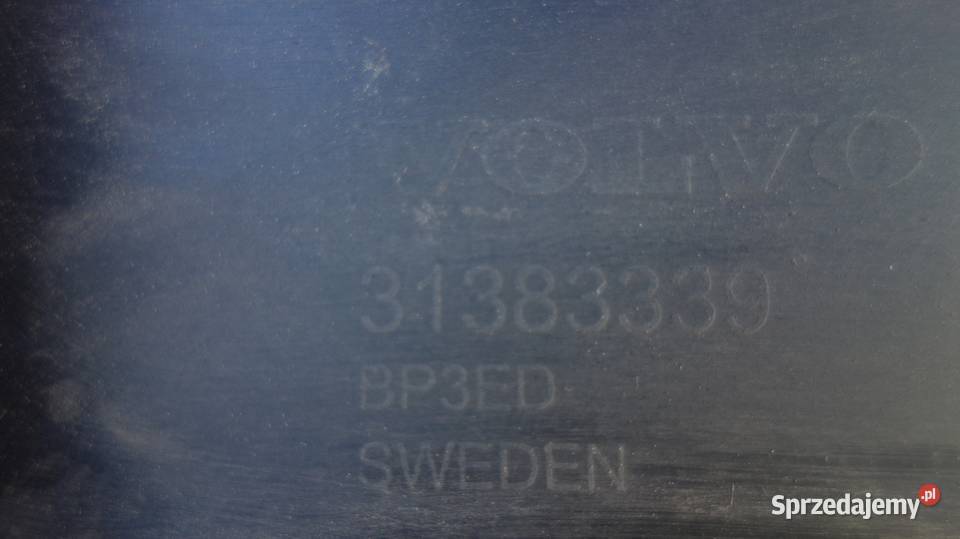 VOLVO
31383339
BP3ED
SWEDEN
Sprzedajemy.pl